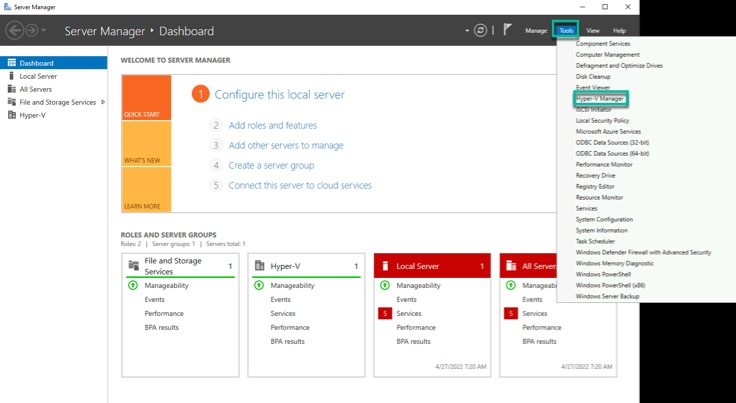 Server Manager
Server Manager • Dashboard
Manage Tools View Help
Dashboard
Local Server
All Servers
File and Storage Services
Hyper-V
WELCOME TO SERVER MANAGER
QUICK START
WHAT'S NEW
LEARN MORE
1 Configure this local server
2 Add roles and features
3 Add other servers to manage
4 Create a server group
5 Connect this server to cloud services
Component Services
Computer Management
Defragment and Optimize Drives
Disk Cleanup
Event Viewer
Hyper-V Manager
iSCSI Initiator
Local Security Policy
Microsoft Azure Services
ODBC Data Sources (32-bit)
ODBC Data Sources (64-bit)
Performance Monitor
Recovery Drive
Registry Editor
Resource Monitor
Services
System Configuration
System Information
Task Scheduler
Windows Defender Firewall with Advanced Security
Windows Memory Diagnostic
Windows PowerShell
Windows PowerShell (x86)
Windows Server Backup
ROLES AND SERVER GROUPS
Roles: 2 | Server groups: 1 | Servers total: 1
File and Storage
Services 1
Manageability
Events
Performance
BPA results
Hyper-V 1
Manageability
Events
Services
Performance
BPA results
Local Server 1
Manageability
Events
5 Services
Performance
BPA results
4/27/2022 7:20 AM
All Servers
Manageability
Events
5 Services
Performance
BPA results
4/27/2022 7:20 AM